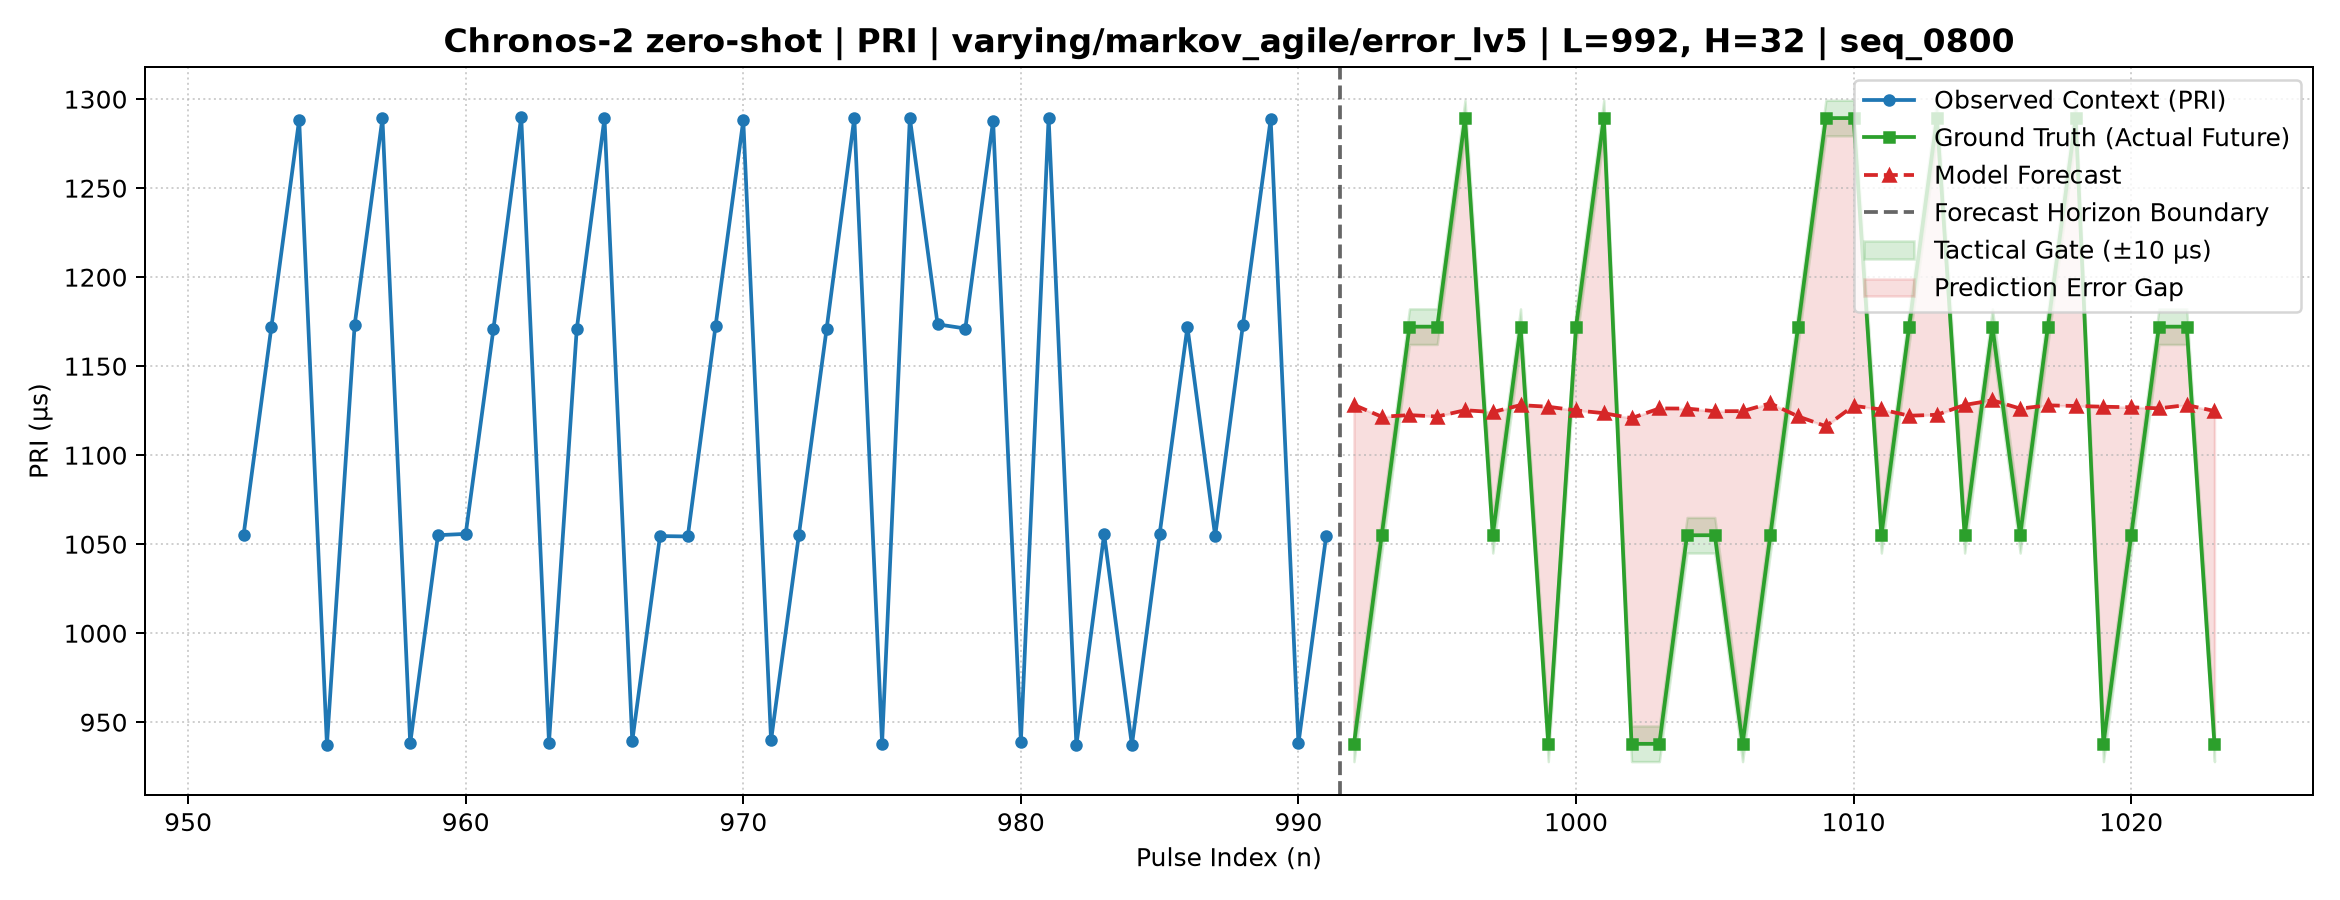 Chronos-2 zero-shot | PRI | varying/markov_agile/error_lv5 | L=992, H=32 | seq_0800
PRI (µs)
1300
1250
1200
1150
1100
1050
1000
950
Observed Context (PRI)
Ground Truth (Actual Future)
Model Forecast
Forecast Horizon Boundary
Tactical Gate (±10 µs)
Prediction Error Gap
950 960 970 980 990 1000 1010 1020
Pulse Index (n)